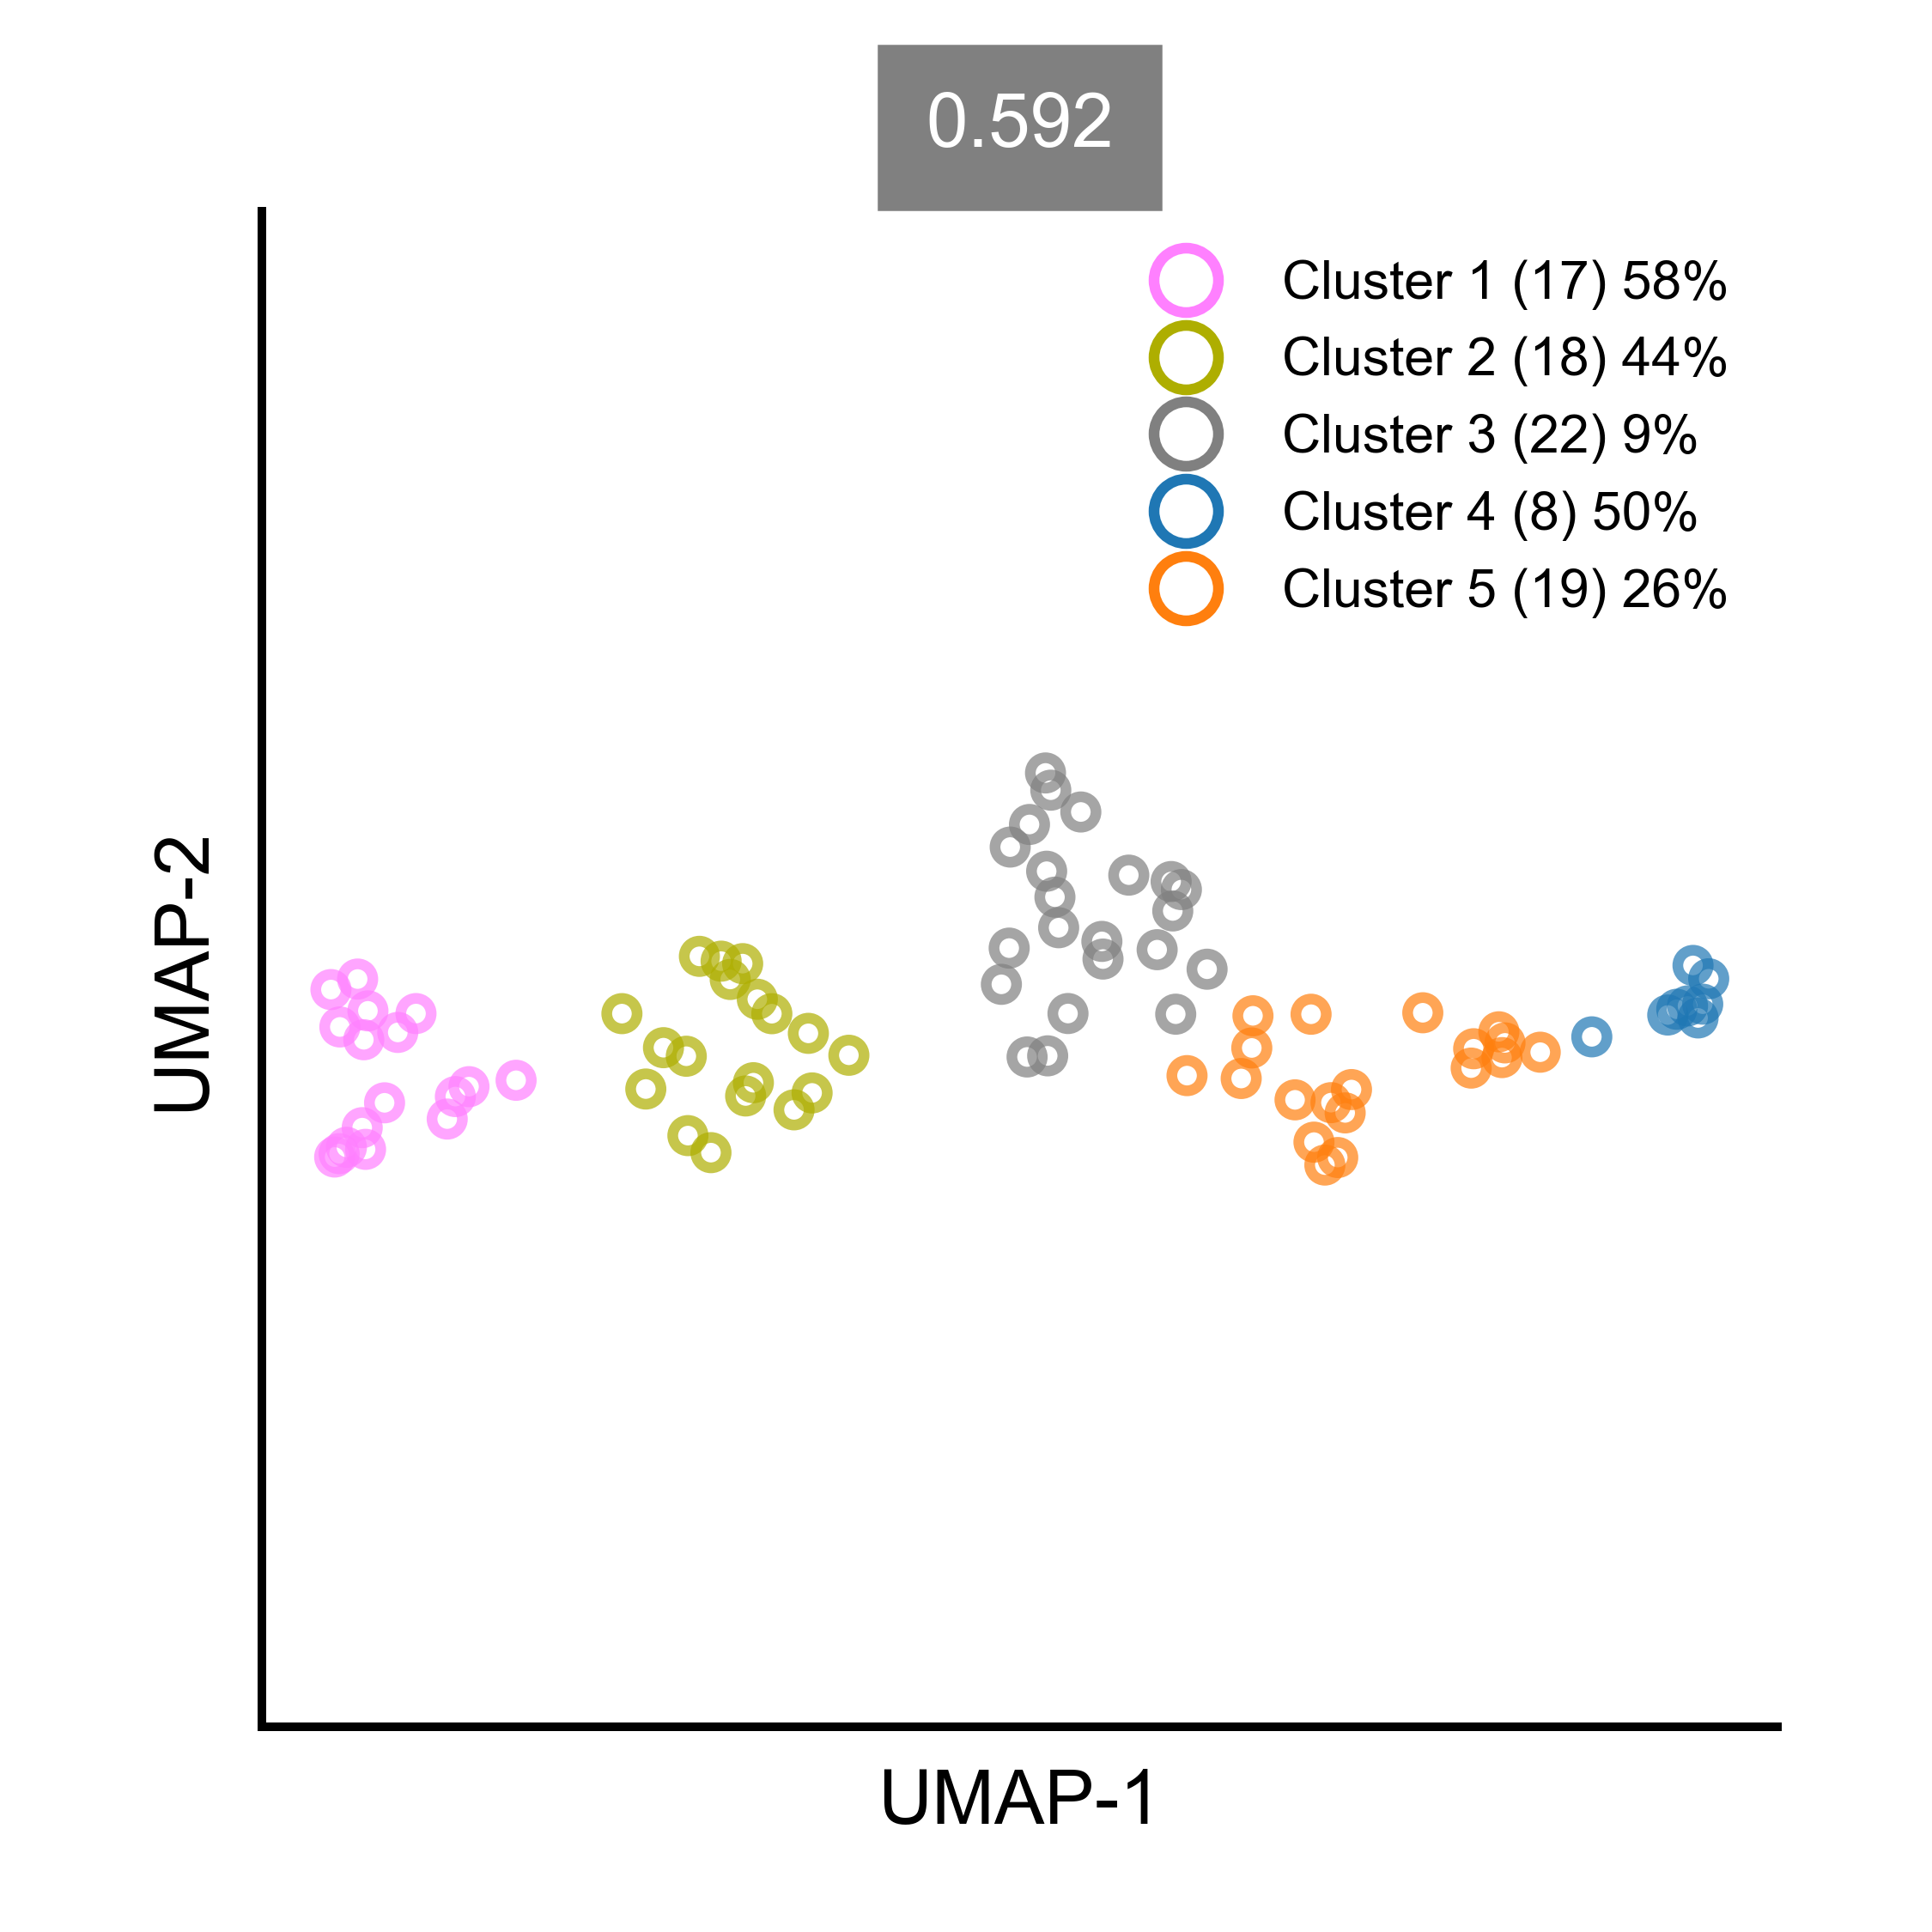 0.592
Cluster 1 (17) 58%
Cluster 2 (18) 44%
Cluster 3 (22) 9%
Cluster 4 (8) 50%
Cluster 5 (19) 26%
UMAP-2
UMAP-1